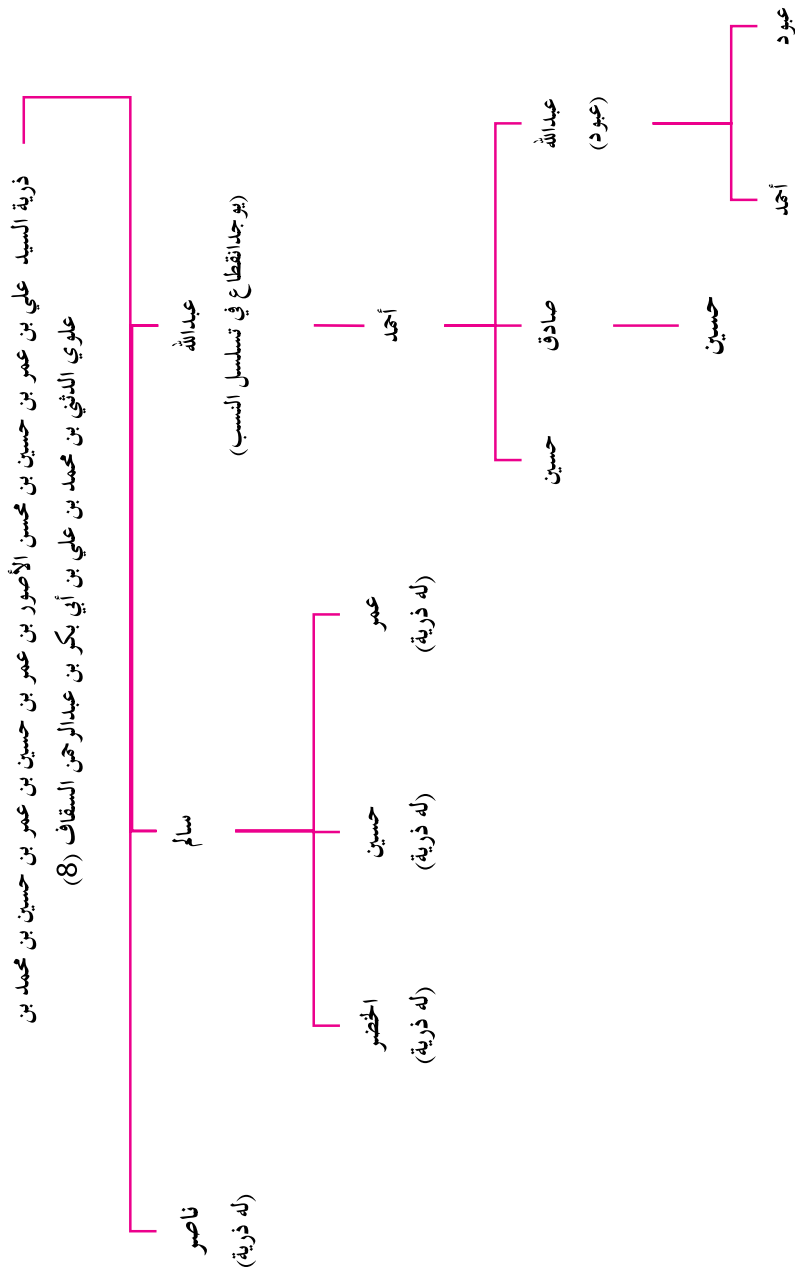 ذرية السيد علي بن عمر بن حسين بن محسن الأصور بن عمر بن حسين بن عمر بن حسين بن محمد بن
علوي الدثني بن محمد بن علي بن أبي بكر بن عبدالرحمن السقاف (8)
عبدالله
(يوجدانقطاع في تسلسل النسب)
أحمد
عبدالله
(عبود)
عبود
أحمد
صادق
حسين
حسين
سالم
عمر
(له ذرية)
حسين
(له ذرية)
الخضر
(له ذرية)
ناصر
(له ذرية)